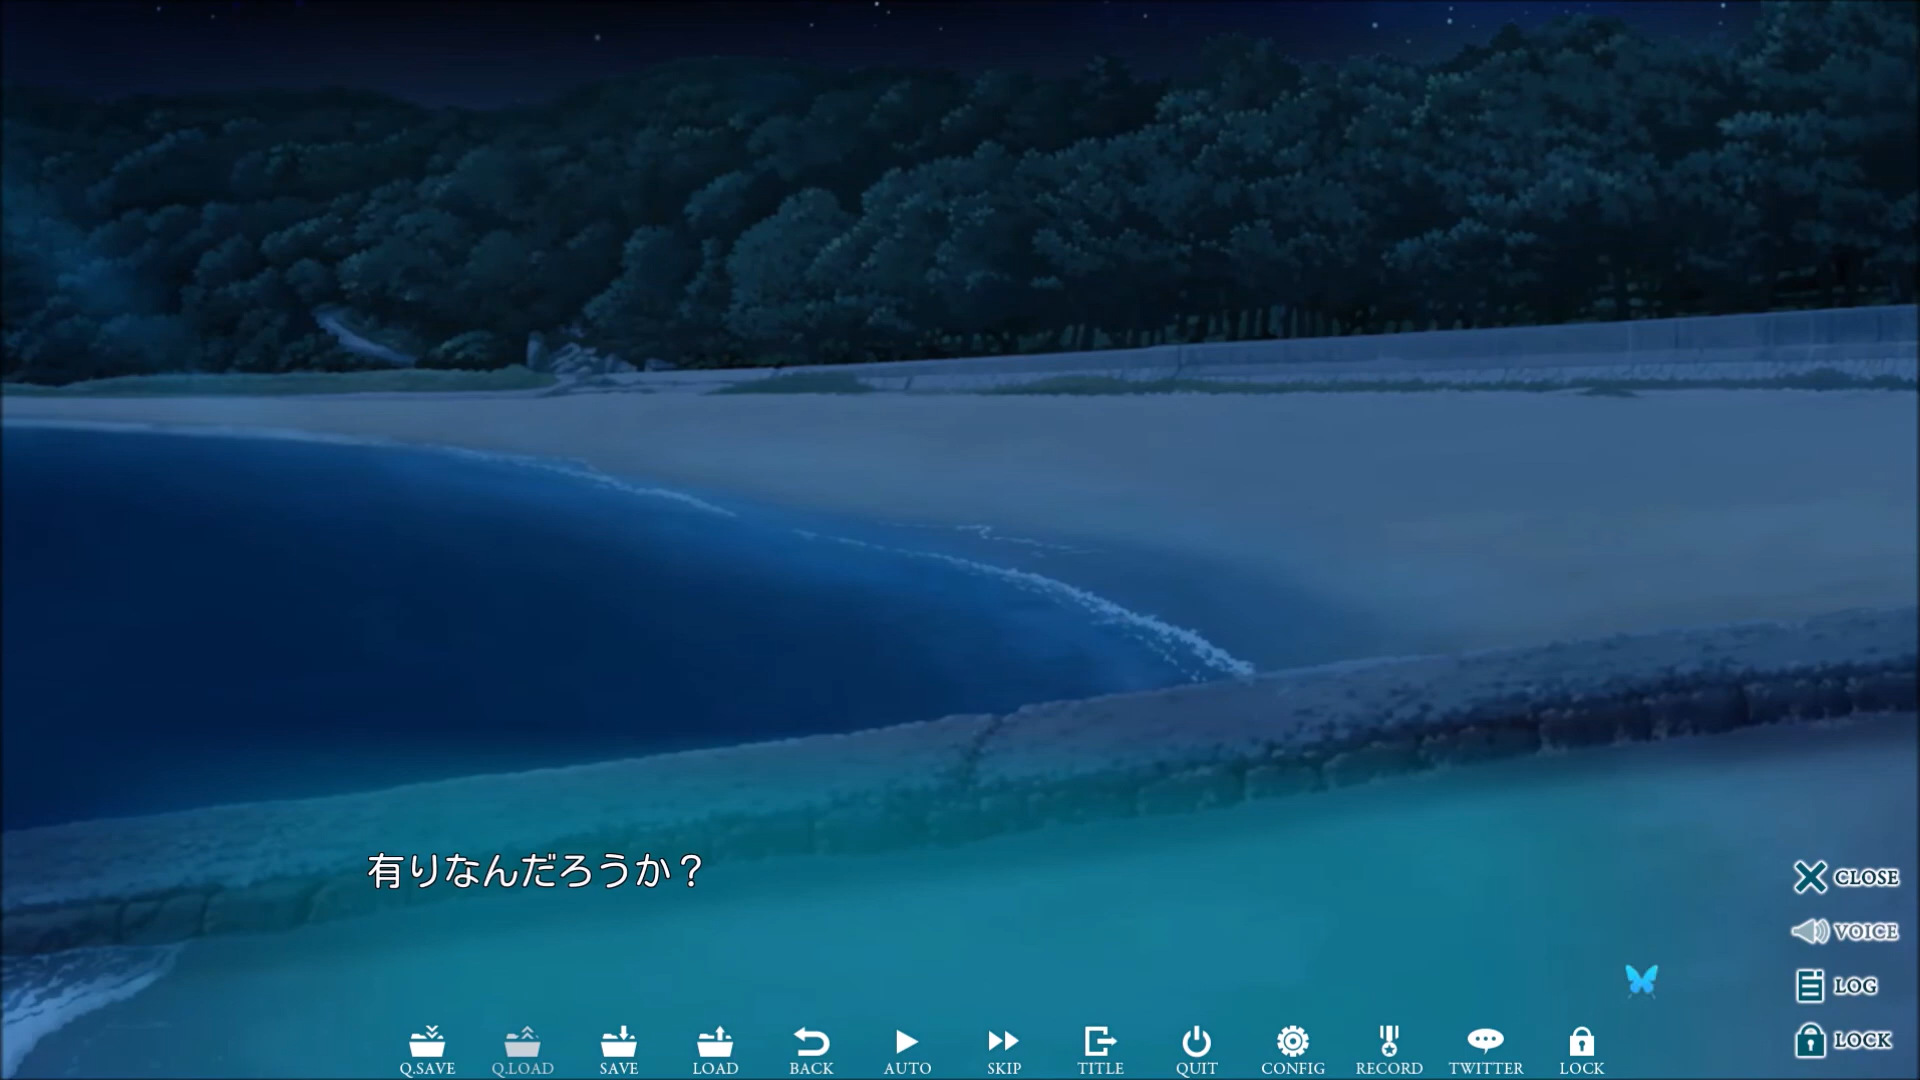 有りなんだろうか？
CLOSE
VOICE
LOG
LOCK
Q.SAVE Q.LOAD SAVE LOAD BACK AUTO SKIP TITLE QUIT CONFIG RECORD TWITTER LOCK